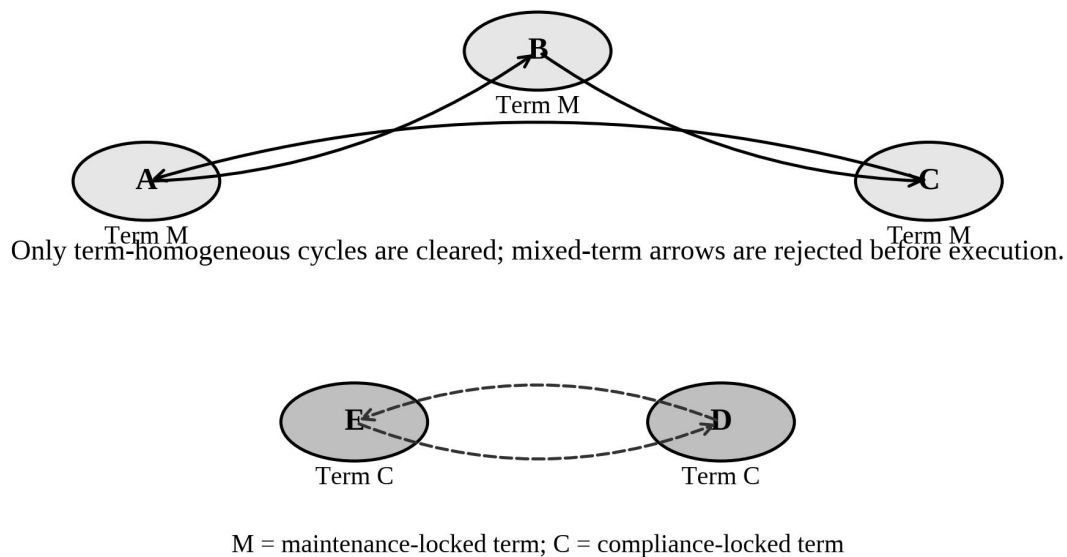 B
Term M
A
C
Term M
Term M
Only term-homogeneous cycles are cleared; mixed-term arrows are rejected before execution.
E
D
Term C
Term C
M = maintenance-locked term; C = compliance-locked term